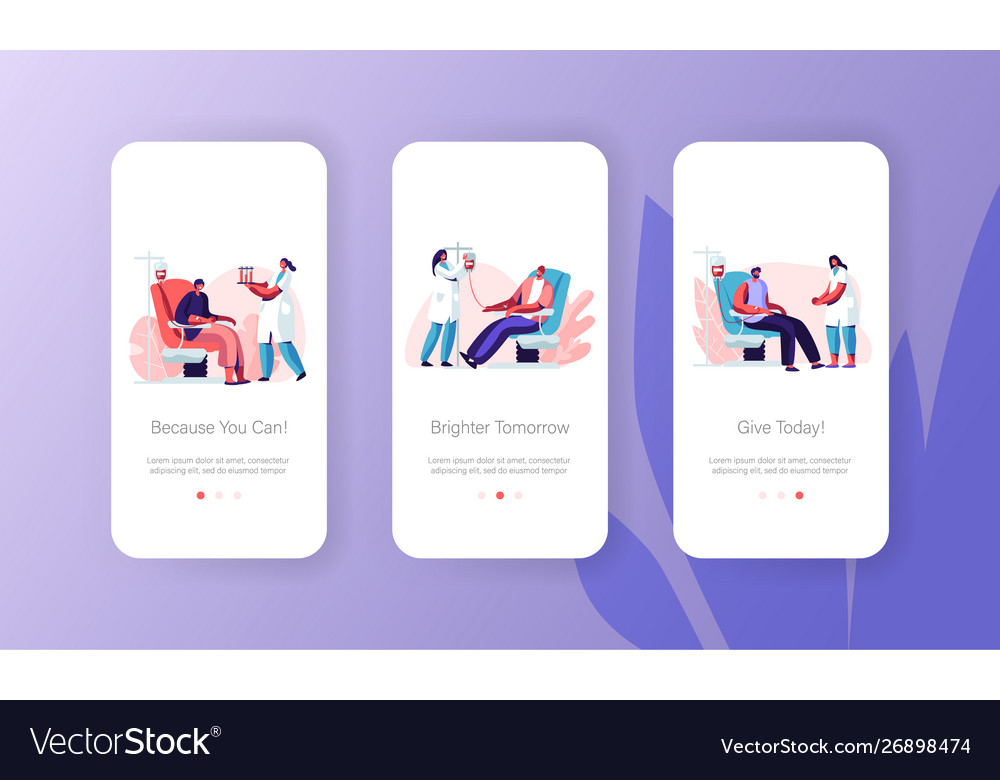 Because You Can!
Lorem ipsum dolor sit amet, consectetur
adipiscing elit, sed do eiusmod tempor
Brighter Tomorrow
Lorem ipsum dolor sit amet, consectetur
adipiscing elit, sed do eiusmod tempor
Give Today!
Lorem ipsum dolor sit amet, consectetur
adipiscing elit, sed do eiusmod tempor
VectorStock®
VectorStock.com/26898474